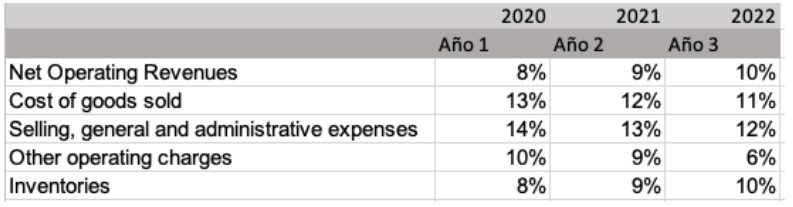 2020 2021 2022
Año 1 Año 2 Año 3
Net Operating Revenues 8% 9% 10%
Cost of goods sold 13% 12% 11%
Selling, general and administrative expenses 14% 13% 12%
Other operating charges 10% 9% 6%
Inventories 8% 9% 10%